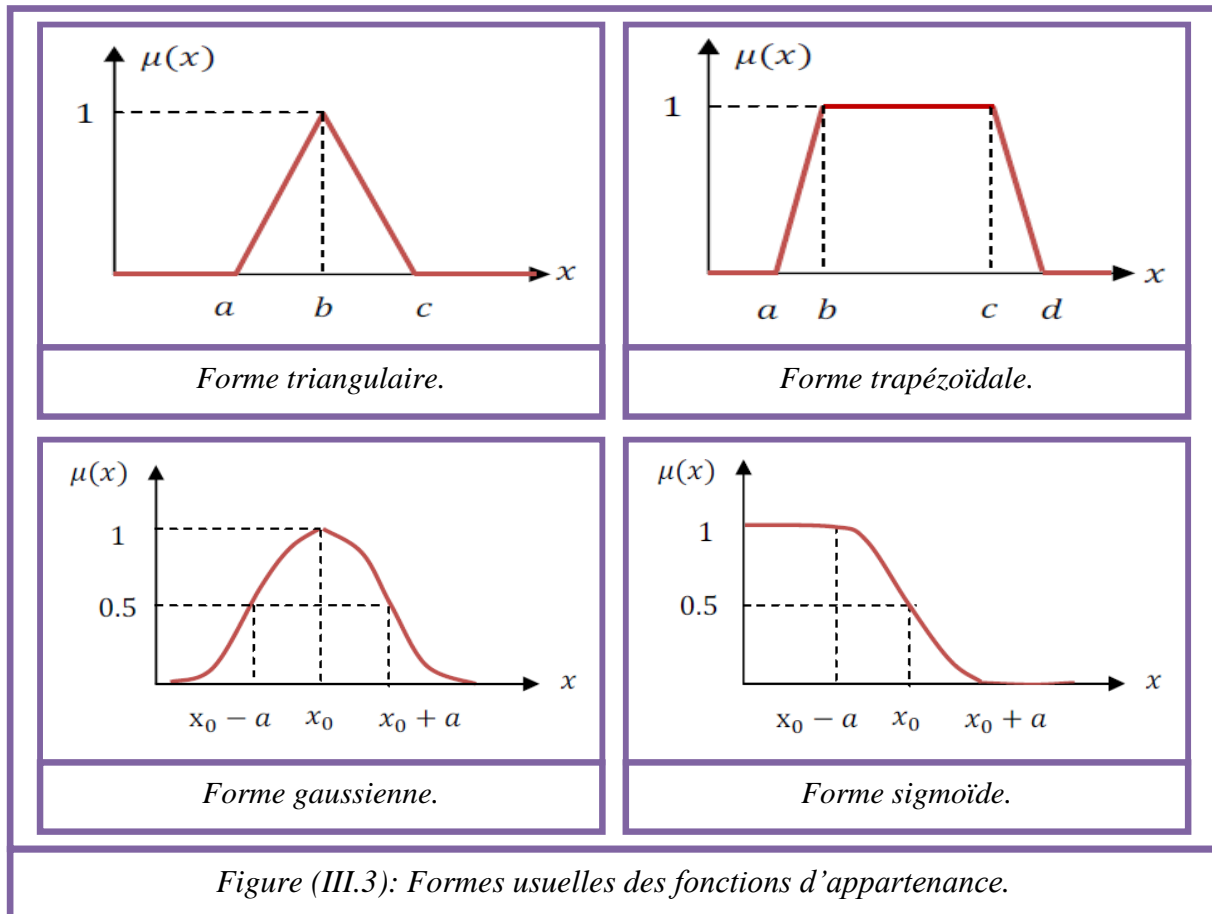 μ(x)
1
x
a b c
Forme triangulaire.
μ(x)
1
x
a b c d
Forme trapézoïdale.
μ(x)
1
0.5
x
x₀ − a x₀ x₀ + a
Forme gaussienne.
μ(x)
1
0.5
x
x₀ − a x₀ x₀ + a
Forme sigmoïde.
Figure (III.3): Formes usuelles des fonctions d’appartenance.